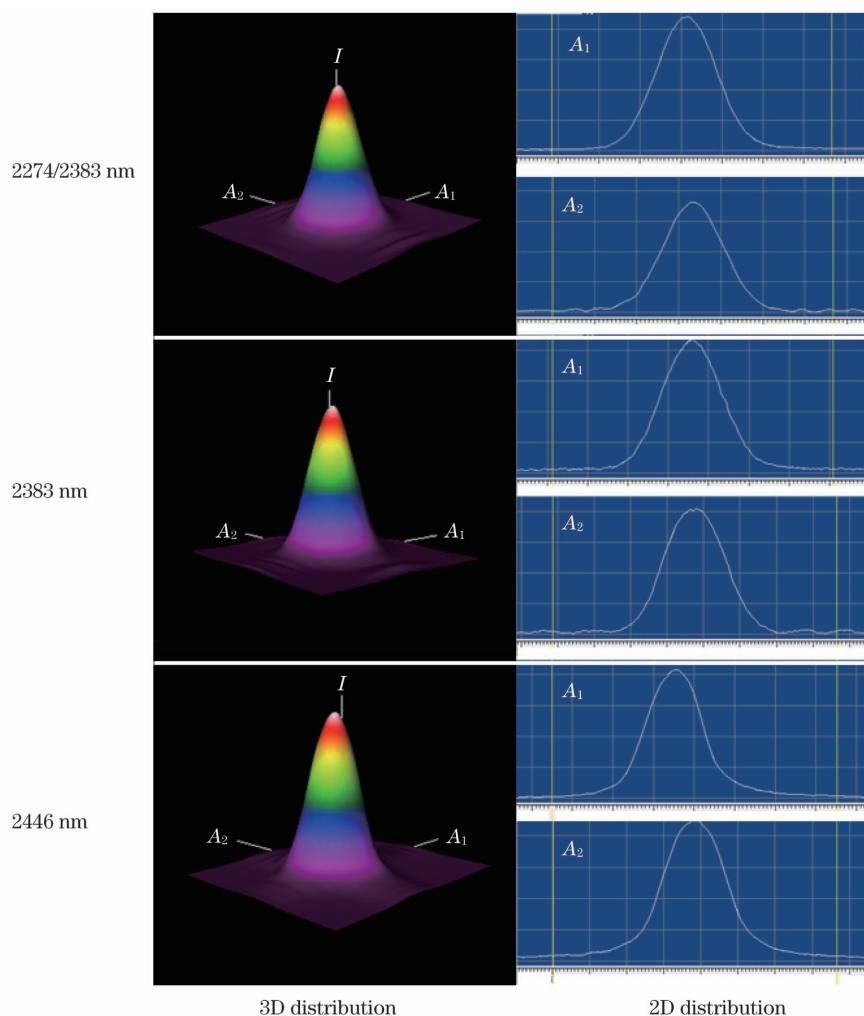 I
A₁
2274/2383 nm
A₂
A₁
A₂
I
A₁
2383 nm
A₂
A₁
A₂
I
A₁
2446 nm
A₂
A₁
A₂
3D distribution
2D distribution